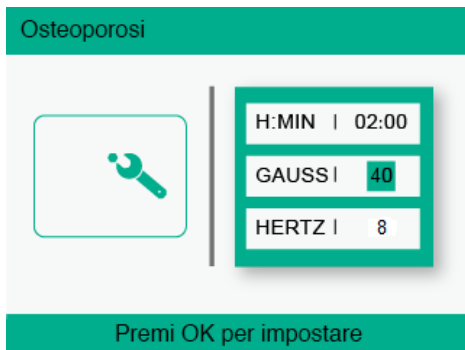 Osteoporosi
H:MIN | 02:00
GAUSS | 40
HERTZ | 8
Premi OK per impostare